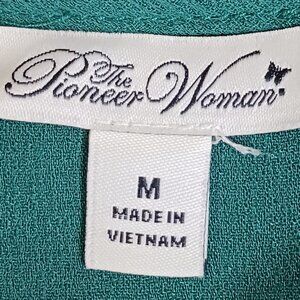 The
Pioneer Woman
M
MADE IN
VIETNAM